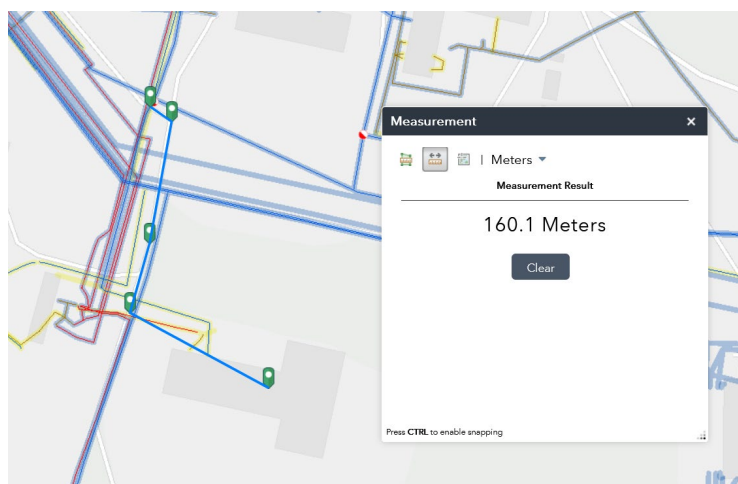 Measurement
| Meters
Measurement Result
160.1 Meters
Clear
Press CTRL to enable snapping